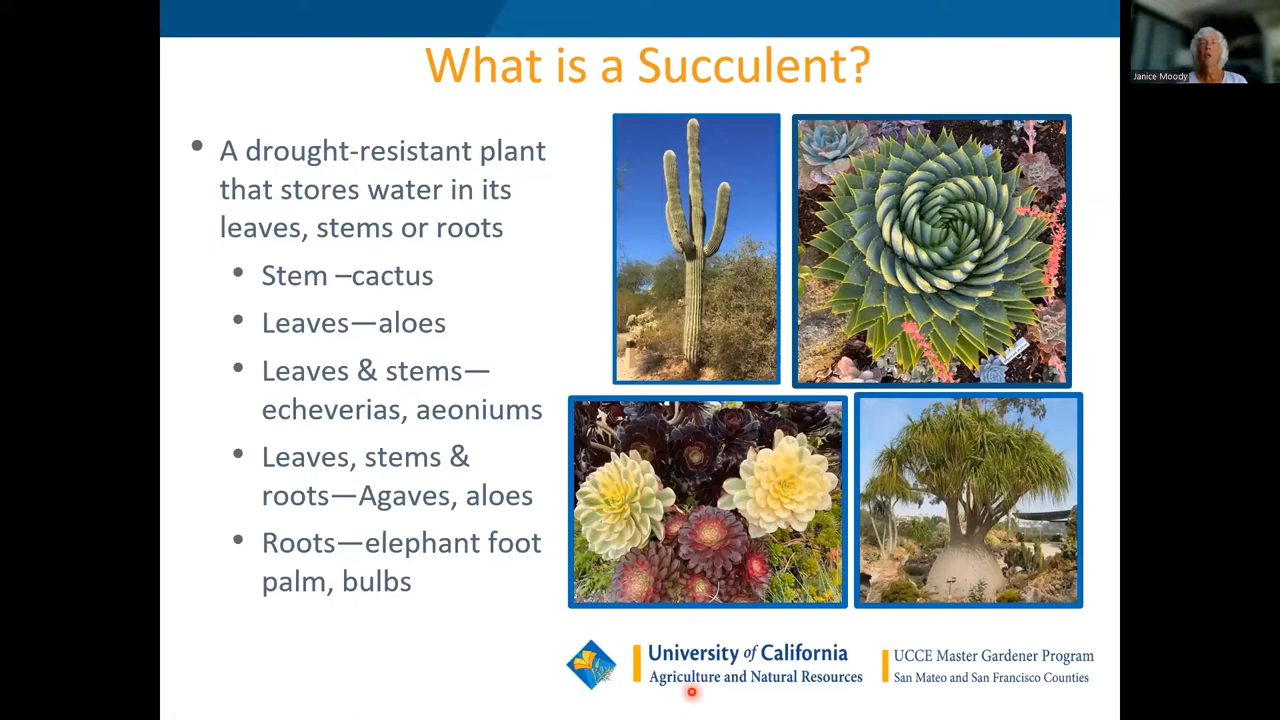 What is a Succulent?
Janice Moody
• A drought-resistant plant
that stores water in its
leaves, stems or roots
• Stem –cactus
• Leaves—aloes
• Leaves & stems—
echeverias, aeoniums
• Leaves, stems &
roots—Agaves, aloes
• Roots—elephant foot
palm, bulbs
University of California
Agriculture and Natural Resources
UCCE Master Gardener Program
San Mateo and San Francisco Counties